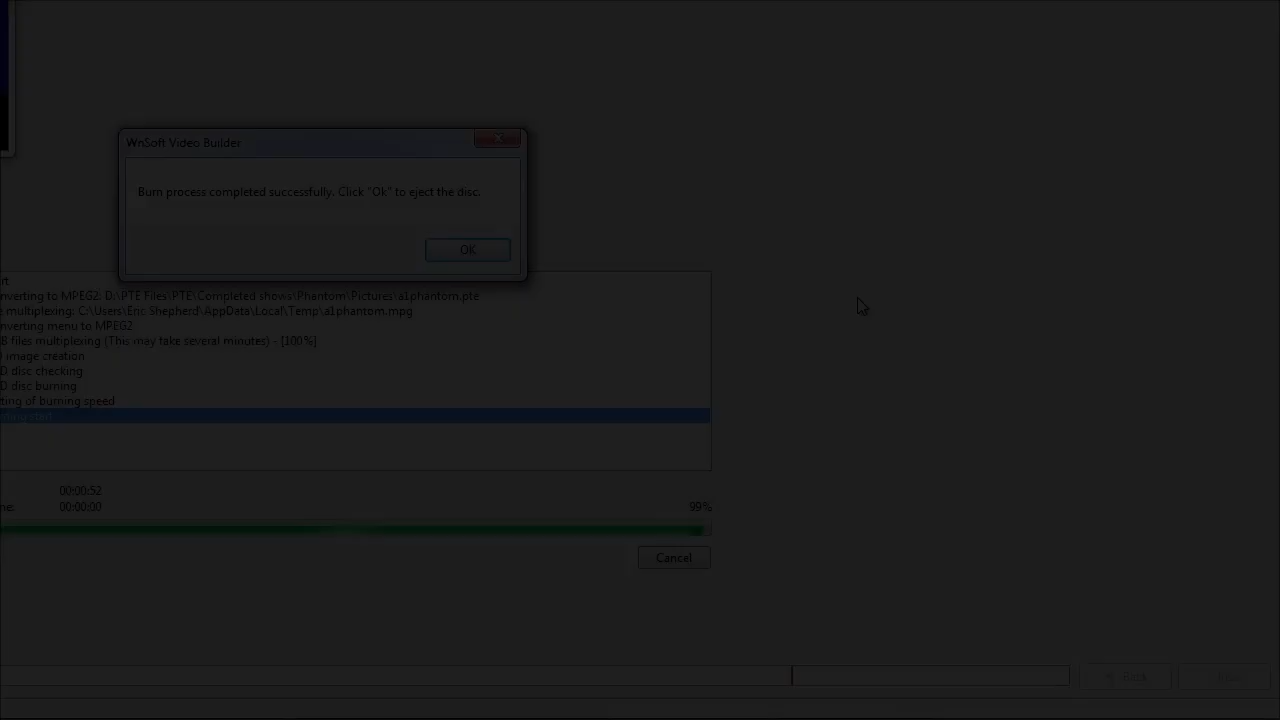 WnSoft Video Builder
Burn process completed successfully. Click "Ok" to eject the disc.
OK
rt
nverting to MPEG2: D:\PTE Files\PTE\Completed shows\Phantom\Pictures\a1phantom.pte
e multiplexing: C:\Users\Eric Shepherd\AppData\Local\Temp\a1phantom.mpg
nverting menu to MPEG2
B files multiplexing (This may take several minutes) - [100%]
image creation
D disc checking
D disc burning
ting of burning speed
00:00:52
me: 00:00:00 99%
Cancel
Back